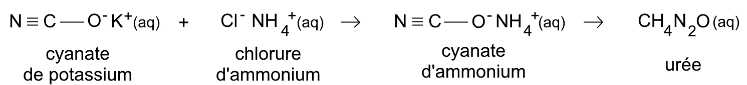 N≡C—O⁻K⁺(aq) + Cl⁻ NH₄⁺(aq) → N≡C—O⁻NH₄⁺(aq) → CH₄N₂O(aq)
cyanate chlorure cyanate urée
de potassium d'ammonium d'ammonium